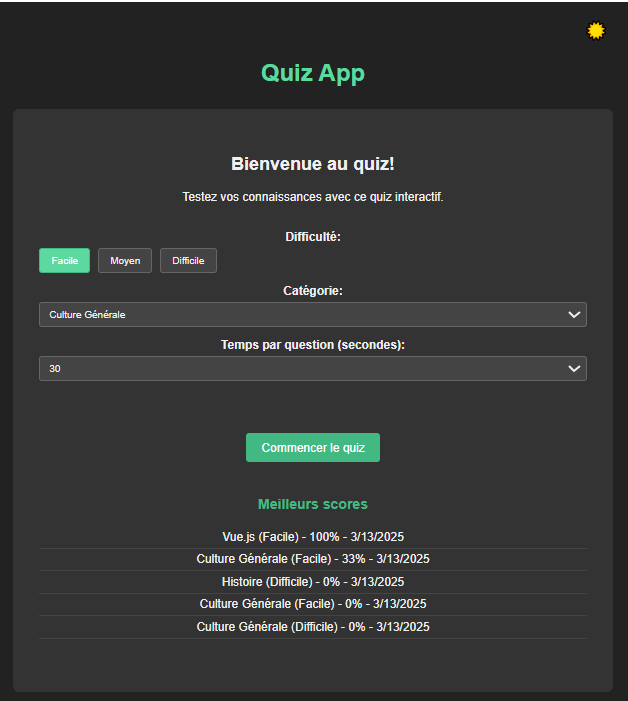 Quiz App
Bienvenue au quiz!
Testez vos connaissances avec ce quiz interactif.
Difficulté:
Facile Moyen Difficile
Catégorie:
Culture Générale
Temps par question (secondes):
30
Commencer le quiz
Meilleurs scores
Vue.js (Facile) - 100% - 3/13/2025
Culture Générale (Facile) - 33% - 3/13/2025
Histoire (Difficile) - 0% - 3/13/2025
Culture Générale (Facile) - 0% - 3/13/2025
Culture Générale (Difficile) - 0% - 3/13/2025